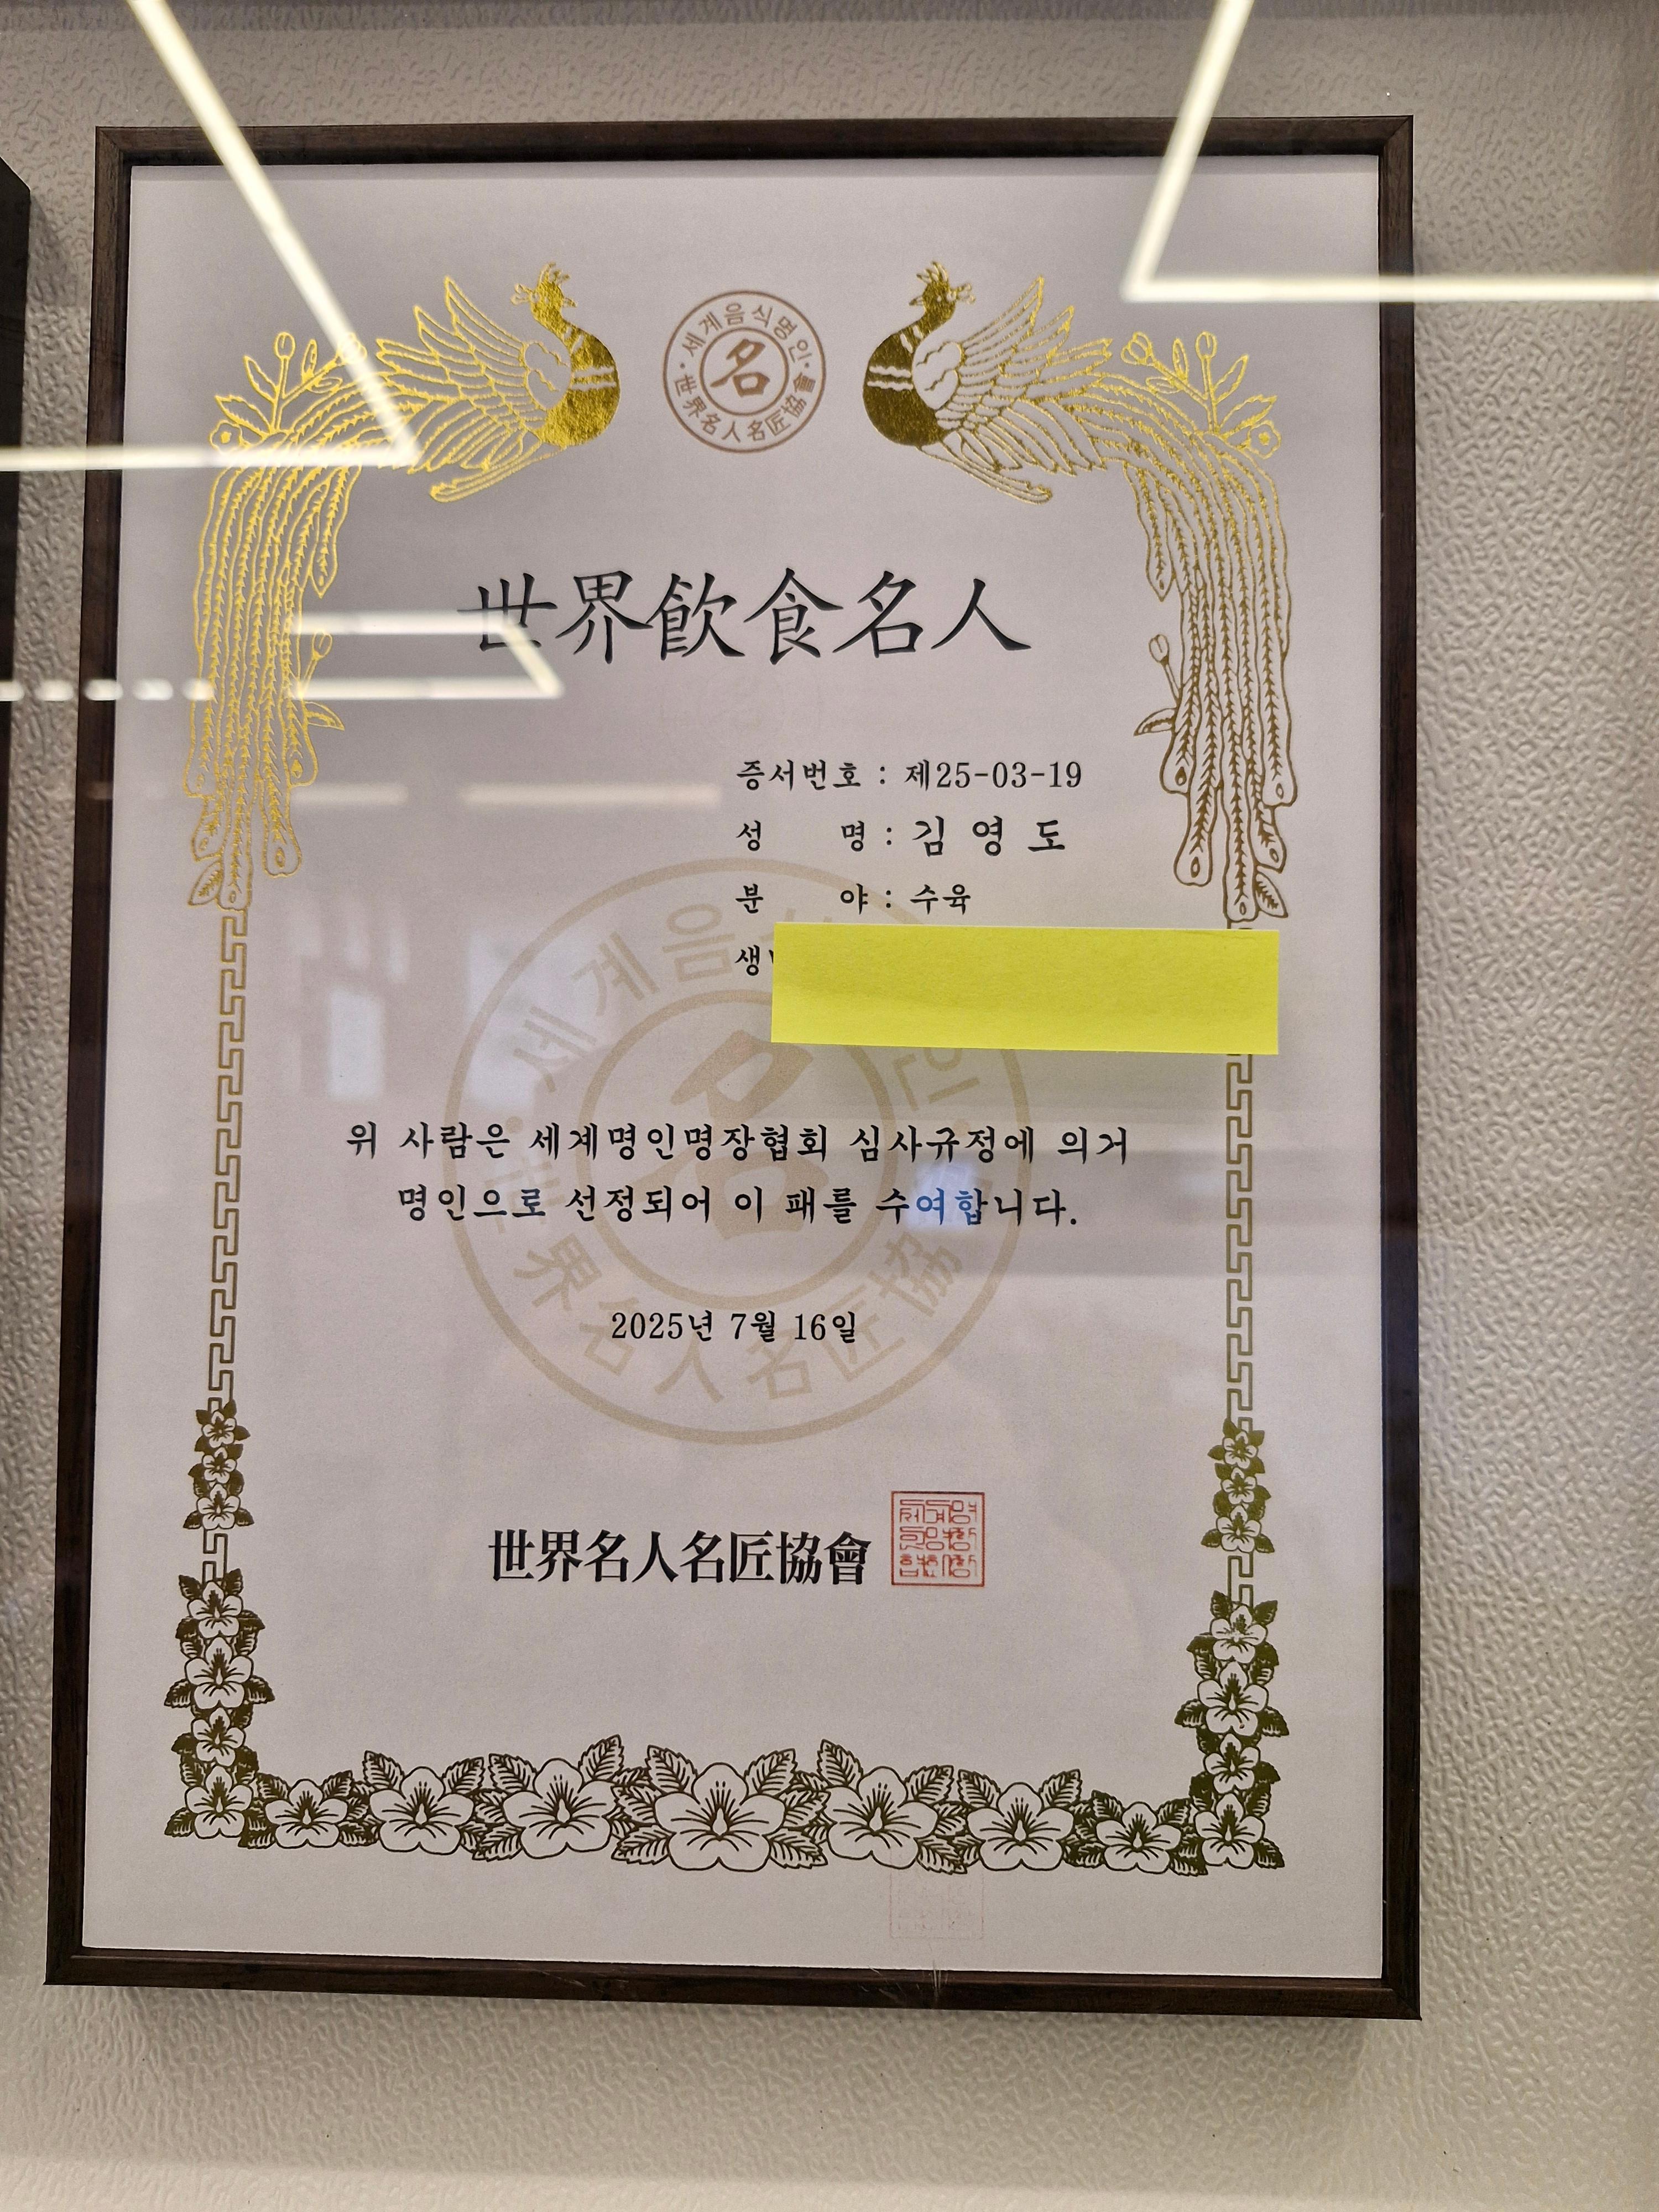 세계음식명인
名
世界名人名匠協會
世界飮食名人
증서번호 : 제25-03-19
성 명 : 김 영 도
분 야 : 수육
생
위 사람은 세계명인명장협회 심사규정에 의거
명인으로 선정되어 이 패를 수여합니다.
2025년 7월 16일
世界名人名匠協會